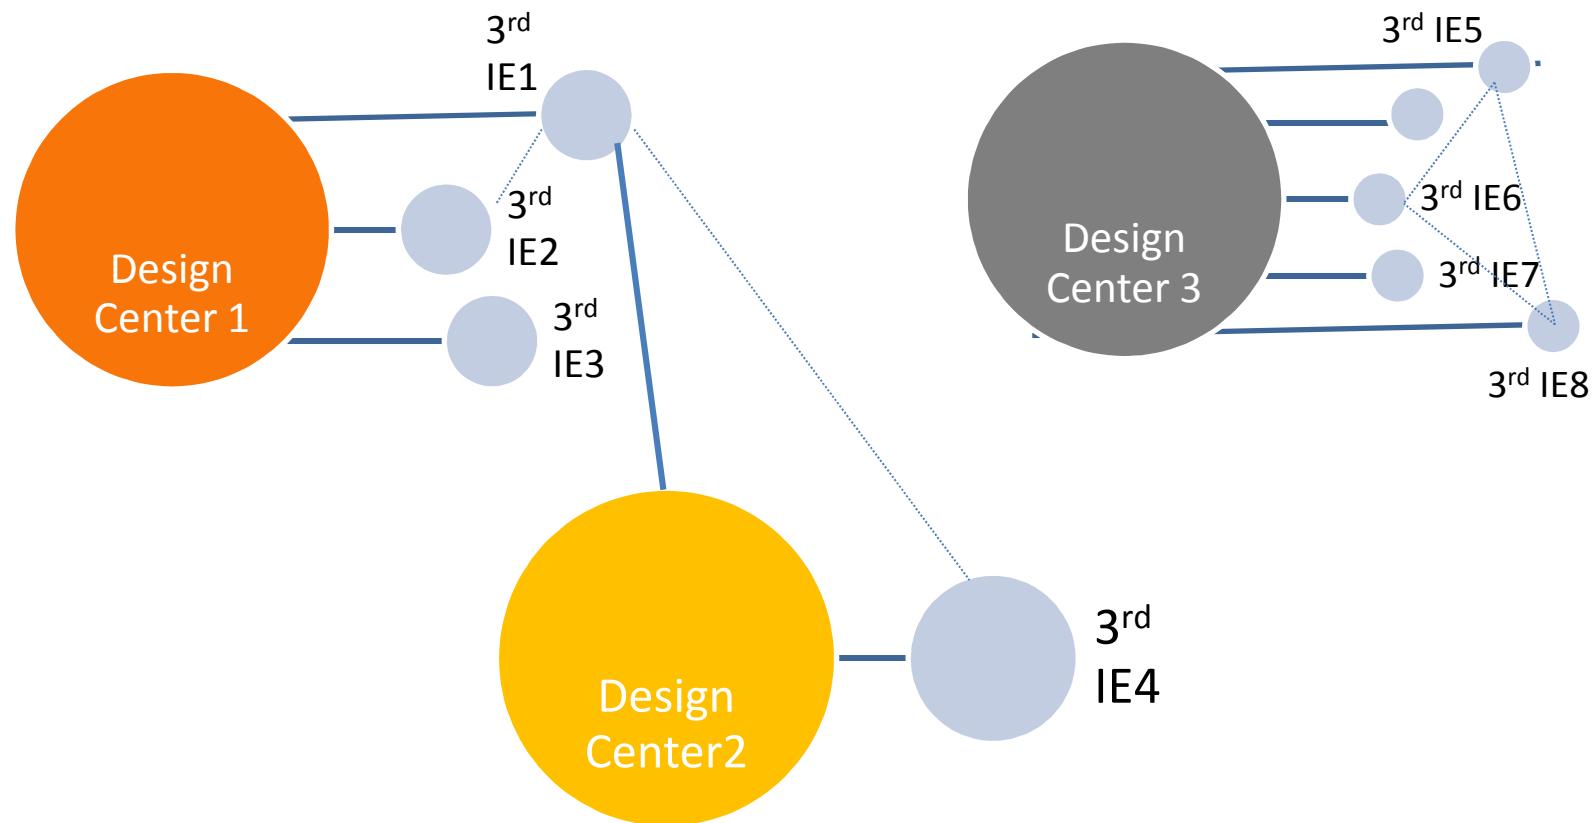 3rd
IE1
3rd
IE2
3rd
IE3
Design
Center 1
Design
Center2
3rd
IE4
3rd IE5
3rd IE6
3rd IE7
3rd IE8
Design
Center 3